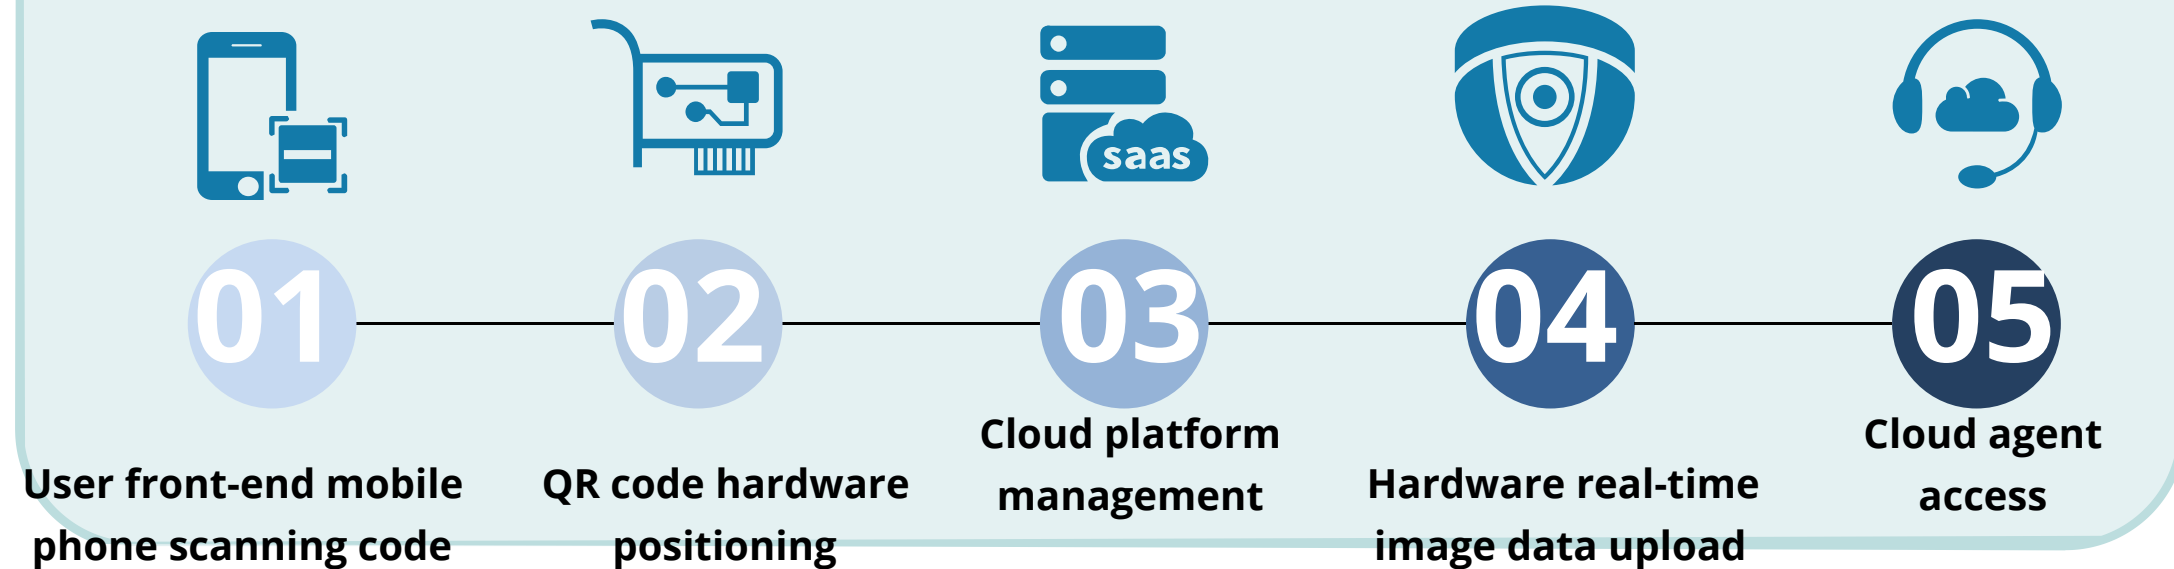 saas
01
02
03
04
05
User front-end mobile
phone scanning code
QR code hardware
positioning
Cloud platform
management
Hardware real-time
image data upload
Cloud agent
access